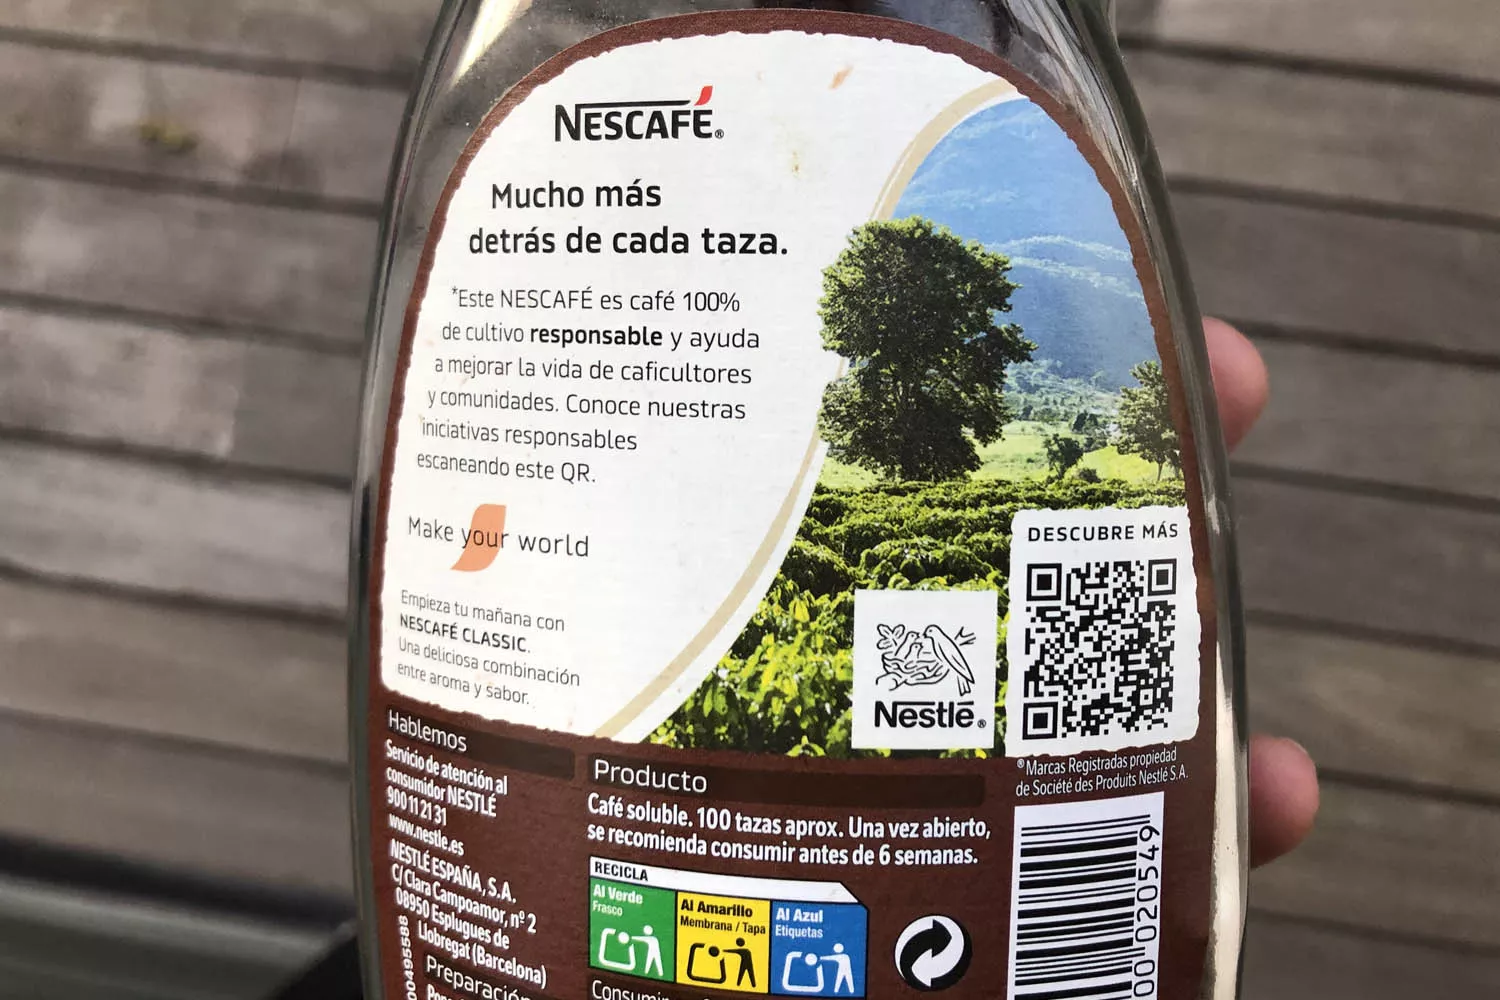 NESCAFÉ®
Mucho más
detrás de cada taza.
*Este NESCAFÉ es café 100%
de cultivo responsable y ayuda
a mejorar la vida de caficultores
y comunidades. Conoce nuestras
iniciativas responsables
escaneando este QR.
Make your world
Empieza tu mañana con
NESCAFÉ CLASSIC.
Una deliciosa combinación
entre aroma y sabor.
DESCUBRE MÁS
Nestlé®
®Marcas Registradas propiedad
de Société des Produits Nestlé S.A.
Hablemos
Servicio de atención al
consumidor NESTLÉ
900 11 21 31
www.nestle.es
NESTLÉ ESPAÑA, S.A.
C/ Clara Campoamor, nº 2
08950 Esplugues de
Llobregat (Barcelona)
Preparación
Producto
Café soluble. 100 tazas aprox. Una vez abierto,
se recomienda consumir antes de 6 semanas.
RECICLA
Al Verde
Frasco
Al Amarillo
Membrana / Tapa
Al Azul
Etiquetas
00 020549